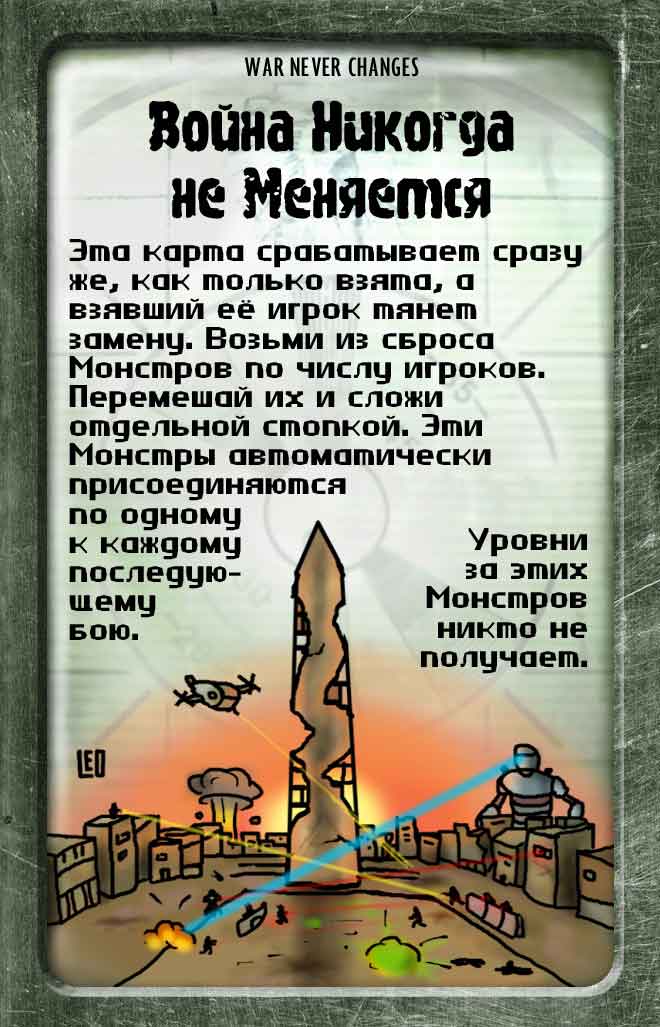 WAR NEVER CHANGES
Война Никогда
не Меняется
Эта карта срабатывает сразу
же, как только взята, а
взявший её игрок тянет
замену. Возьми из сброса
Монстров по числу игроков.
Перемешай их и сложи
отдельной стопкой. Эти
Монстры автоматически
присоединяются
по одному
к каждому
последую-
щему
бою.
Уровни
за этих
Монстров
никто не
получает.
LEO